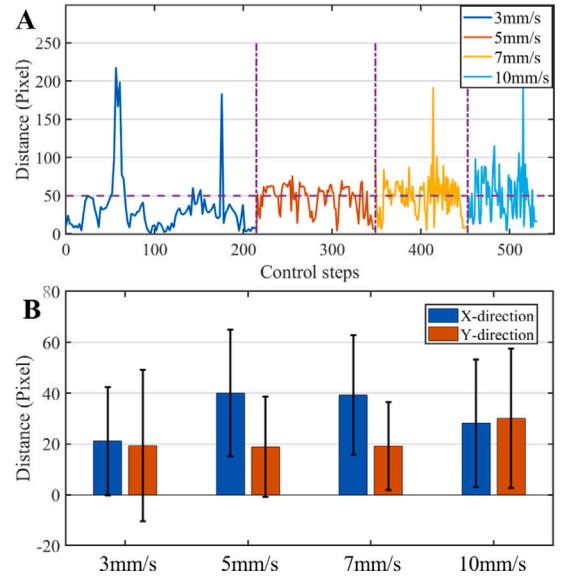 A
3mm/s
5mm/s
7mm/s
10mm/s
250
200
150
100
50
0
Distance (Pixel)
0 100 200 300 400 500
Control steps
B
X-direction
Y-direction
80
60
40
20
0
-20
Distance (Pixel)
3mm/s 5mm/s 7mm/s 10mm/s